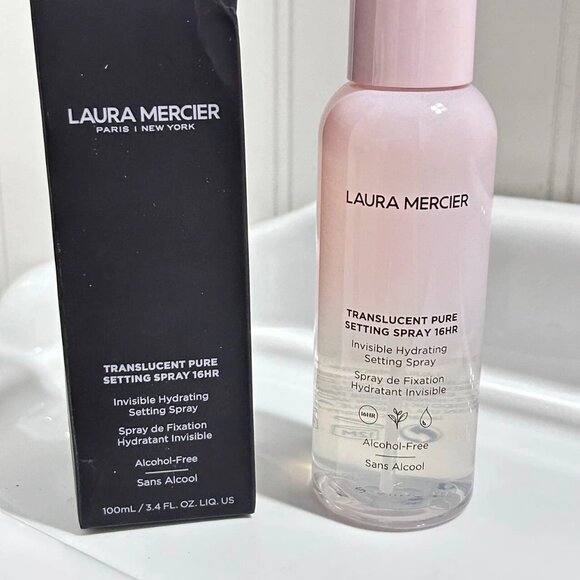 LAURA MERCIER
PARIS | NEW YORK
TRANSLUCENT PURE
SETTING SPRAY 16HR
Invisible Hydrating
Setting Spray
Spray de Fixation
Hydratant Invisible
Alcohol-Free
Sans Alcool
100mL / 3.4 FL. OZ. LIQ. US
LAURA MERCIER
TRANSLUCENT PURE
SETTING SPRAY 16HR
Invisible Hydrating
Setting Spray
Spray de Fixation
Hydratant Invisible
16HR
Alcohol-Free
Sans Alcool